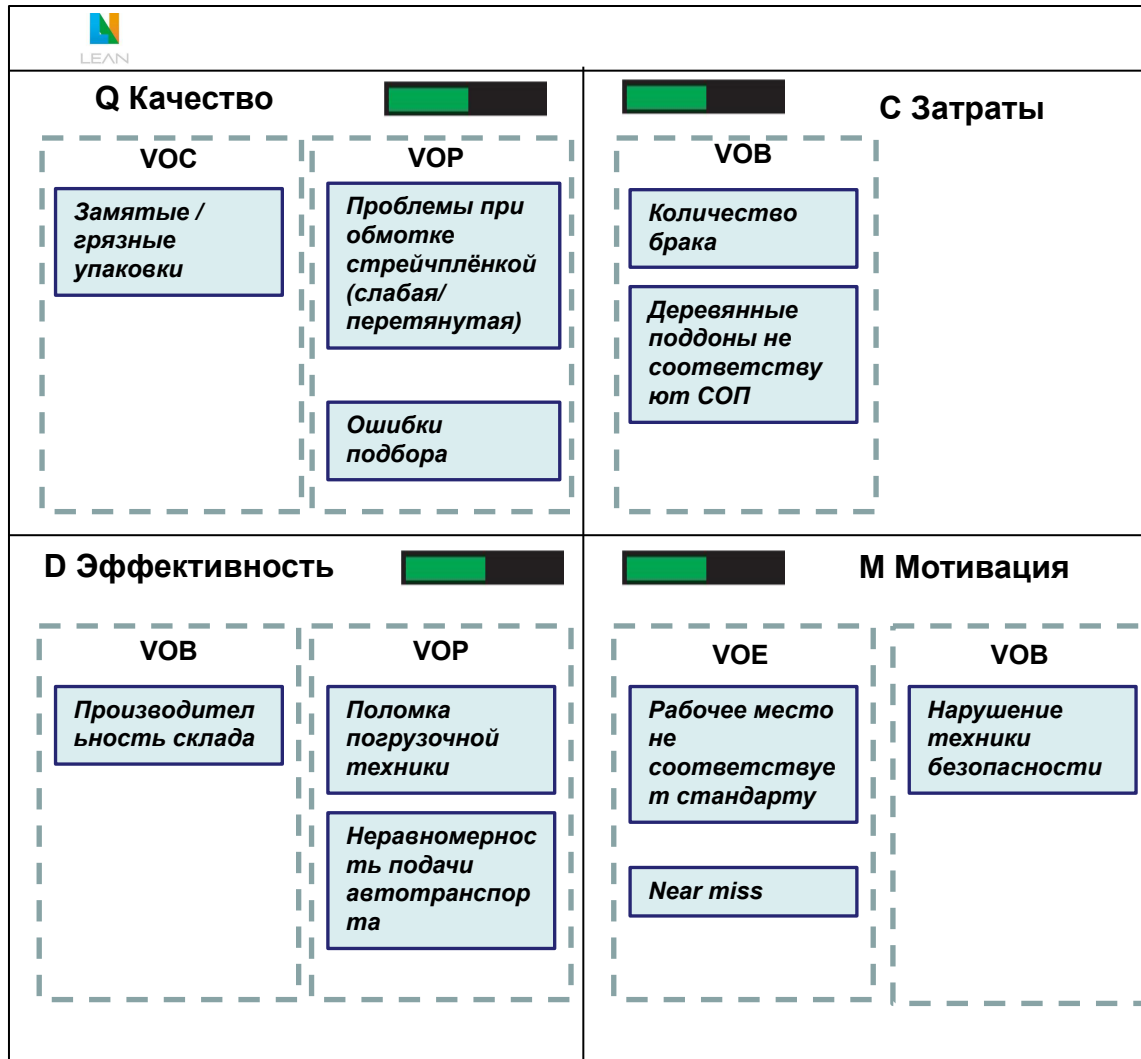 LEAN
Q Качество
VOC
Замятые /
грязные
упаковки
VOP
Проблемы при
обмотке
стрейчплёнкой
(слабая/
перетянутая)
Ошибки
подбора
C Затраты
VOB
Количество
брака
Деревянные
поддоны не
соответству
ют СОП
D Эффективность
VOB
Производител
ьность склада
VOP
Поломка
погрузочной
техники
Неравномернос
ть подачи
автотранспор
та
M Мотивация
VOE
Рабочее место
не
соответствуе
т стандарту
Near miss
VOB
Нарушение
техники
безопасности